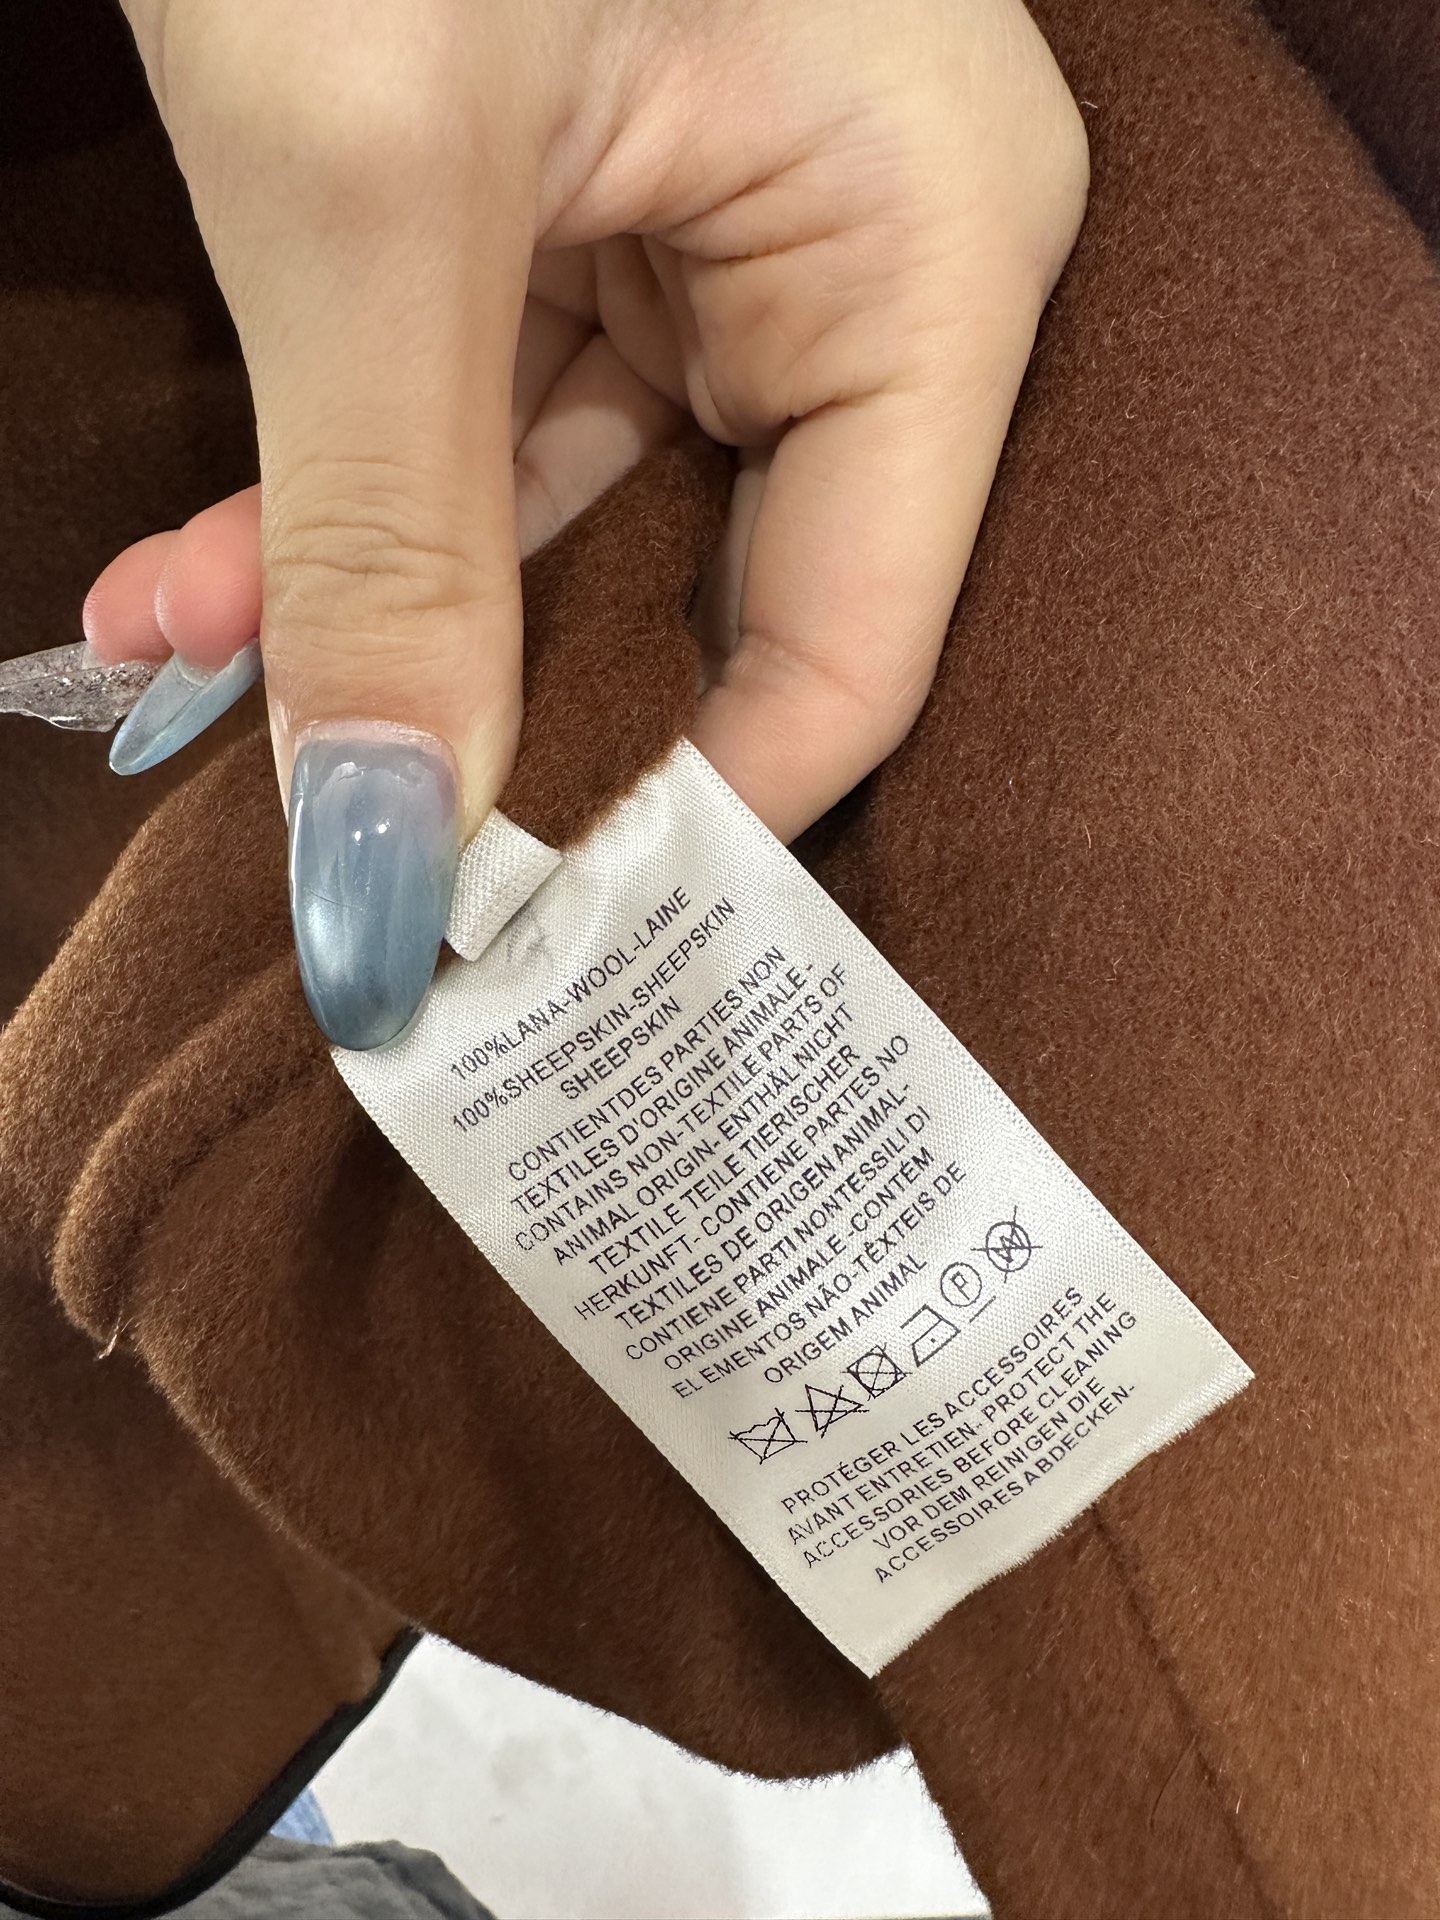 100%LANA-WOOL-LAINE
100%SHEEPSKIN-SHEEPSKIN
SHEEPSKIN
CONTIENTDES PARTIES NON
TEXTILES D'ORIGINE ANIMALE-
CONTAINS NON-TEXTILE PARTS OF
ANIMAL ORIGIN- ENTHÄL NICHT
TEXTILE TEILE TIERISCHER
HERKUNFT- CONTIENE PARTES NO
TEXTILES DE ORIGEN ANIMAL-
CONTIENE PARTI NONTESSILI DI
ORIGINE ANIMALE -CONTÉM
ELEMENTOS NÃO-TÊXTEIS DE
ORIGEM ANIMAL
P W
PROTÉGER LES ACCESSOIRES
AVANT ENTRETIEN- PROTECT THE
ACCESSORIES BEFORE CLEANING
VOR DEM REINIGEN DIE
ACCESSOIRES ABDECKEN-